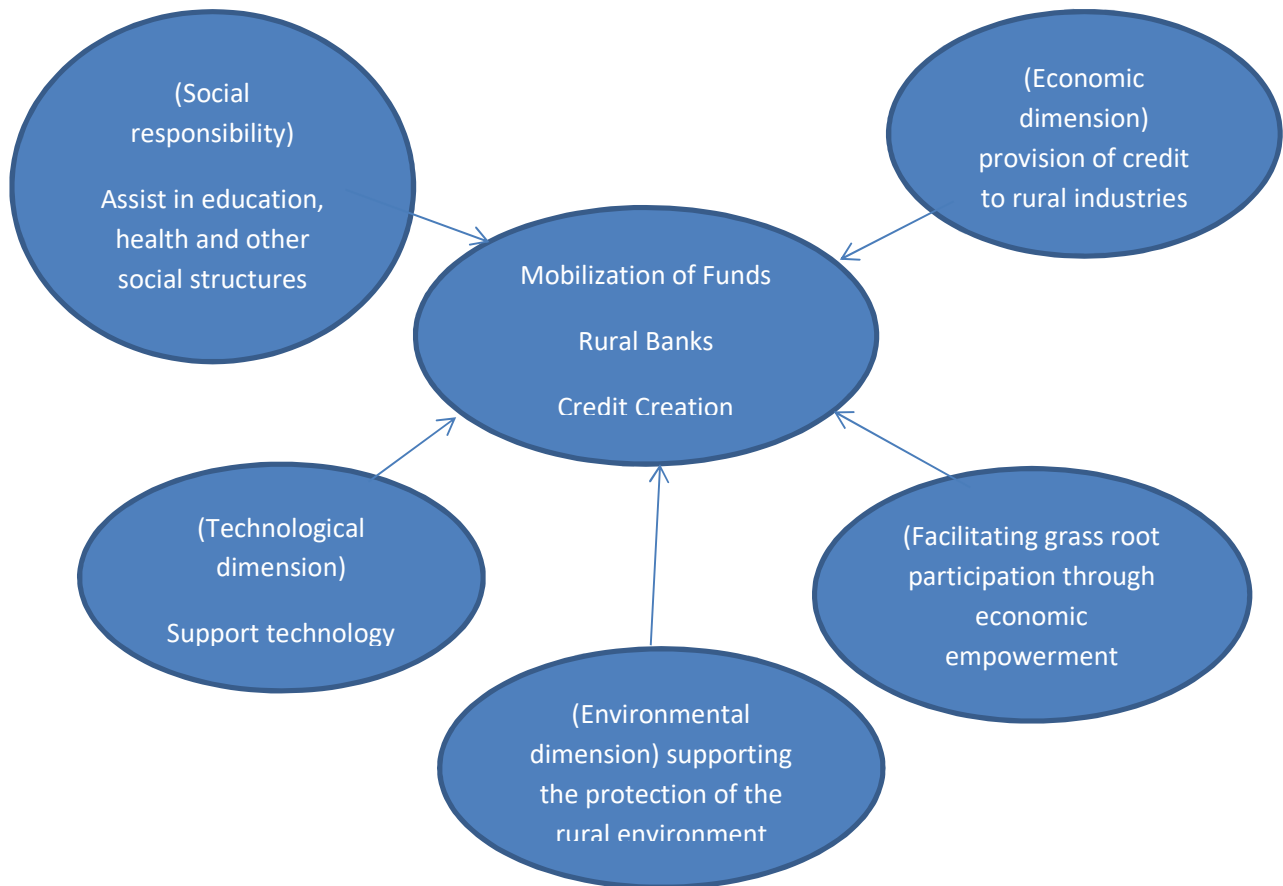 (Social
responsibility)
Assist in education,
health and other
social structures
(Economic
dimension)
provision of credit
to rural industries
Mobilization of Funds
Rural Banks
Credit Creation
(Technological
dimension)
Support technology
(Facilitating grass root
participation through
economic
empowerment
(Environmental
dimension) supporting
the protection of the
rural environment